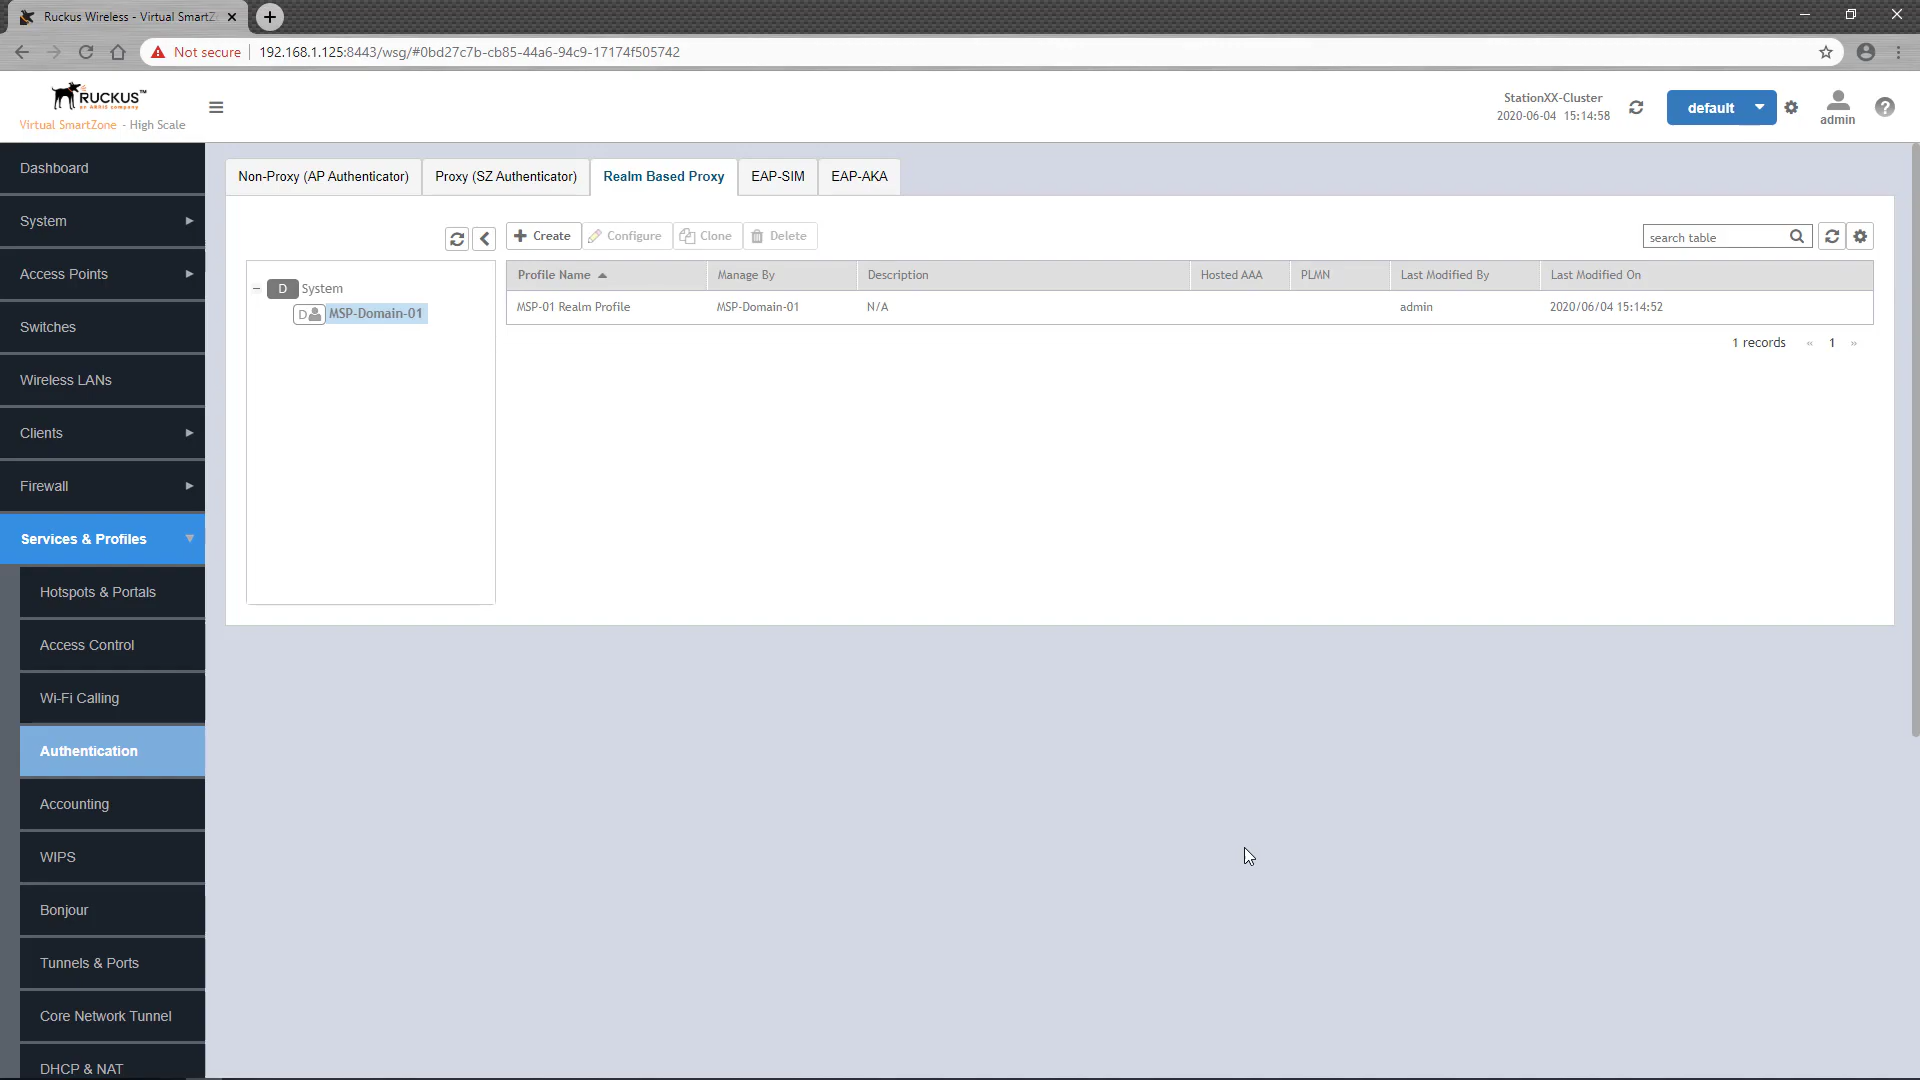 Ruckus Wireless - Virtual SmartZ
Not secure
192.168.1.125:8443/wsg/#0bd27c7b-cb85-44a6-94c9-17174f505742
RUCKUS™
an ARRIS company
Virtual SmartZone - High Scale
StationXX-Cluster
2020-06-04 15:14:58
default
admin
Dashboard
System
Access Points
Switches
Wireless LANs
Clients
Firewall
Services & Profiles
Hotspots & Portals
Access Control
Wi-Fi Calling
Authentication
Accounting
WIPS
Bonjour
Tunnels & Ports
Core Network Tunnel
DHCP & NAT
Non-Proxy (AP Authenticator)
Proxy (SZ Authenticator)
Realm Based Proxy
EAP-SIM
EAP-AKA
D System
D MSP-Domain-01
Create
Configure
Clone
Delete
search table
Profile Name Manage By Description Hosted AAA PLMN Last Modified By Last Modified On
MSP-01 Realm Profile MSP-Domain-01 N/A admin 2020/06/04 15:14:52
1 records « 1 »